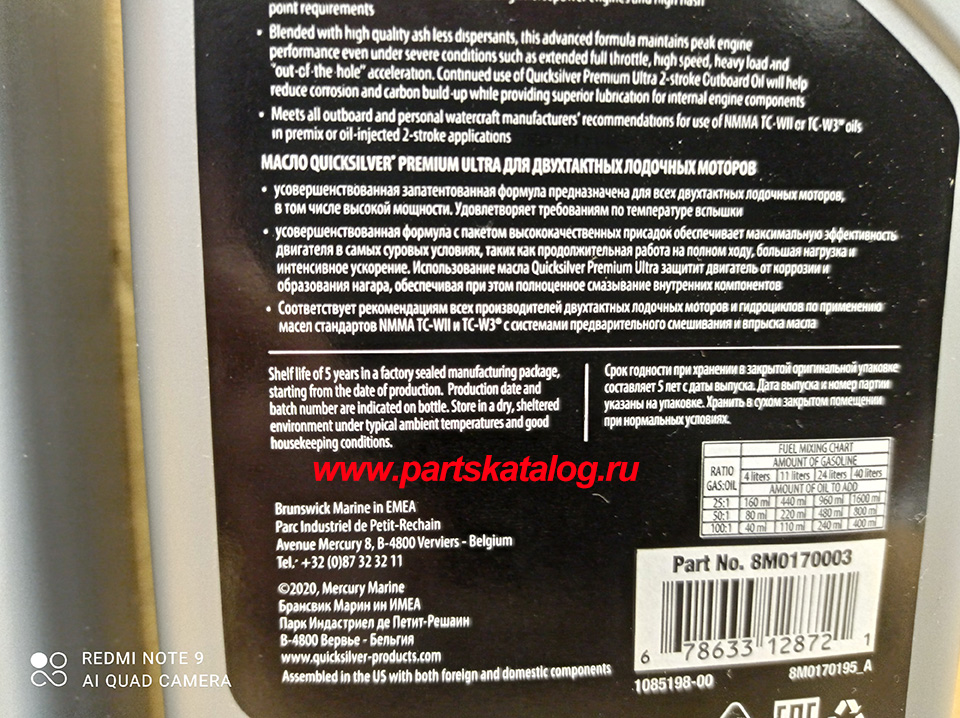 point requirements
• Blended with high quality ash less dispersants, this advanced formula maintains peak engine
performance even under severe conditions such as extended full throttle, high speed, heavy load and
"out-of-the-hole" acceleration. Continued use of Quicksilver Premium Ultra 2-stroke Outboard Oil will help
reduce corrosion and carbon build-up while providing superior lubrication for internal engine components
• Meets all outboard and personal watercraft manufacturers' recommendations for use of NMMA TC-WII or TC-W3® oils
in premix or oil-injected 2-stroke applications
МАСЛО QUICKSILVER® PREMIUM ULTRA ДЛЯ ДВУХТАКТНЫХ ЛОДОЧНЫХ МОТОРОВ
• усовершенствованная запатентованная формула предназначена для всех двухтактных лодочных моторов,
в том числе высокой мощности. Удовлетворяет требованиям по температуре вспышки
• усовершенствованная формула с пакетом высококачественных присадок обеспечивает максимальную эффективность
двигателя в самых суровых условиях, таких как продолжительная работа на полном ходу, большая нагрузка и
интенсивное ускорение. Использование масла Quicksilver Premium Ultra защитит двигатель от коррозии и
образования нагара, обеспечивая при этом полноценное смазывание внутренних компонентов
• Соответствует рекомендациям всех производителей двухтактных лодочных моторов и гидроциклов по применению
масел стандартов NMMA TC-WII и TC-W3® с системами предварительного смешивания и впрыска масла
Shelf life of 5 years in a factory sealed manufacturing package,
starting from the date of production. Production date and
batch number are indicated on bottle. Store in a dry, sheltered
environment under typical ambient temperatures and good
housekeeping conditions.
Срок годности при хранении в закрытой оригинальной упаковке
составляет 5 лет с даты выпуска. Дата выпуска и номер партии
указаны на упаковке. Хранить в сухом закрытом помещении
при нормальных условиях.
www.partskatalog.ru
FUEL MIXING CHART
RATIO GAS:OIL
AMOUNT OF GASOLINE
4 liters 11 liters 24 liters 40 liters
AMOUNT OF OIL TO ADD
25:1 160 ml 440 ml 960 ml 1600 ml
50:1 80 ml 220 ml 480 ml 800 ml
100:1 40 ml 110 ml 240 ml 400 ml
Brunswick Marine in EMEA
Parc Industriel de Petit-Rechain
Avenue Mercury 8, B-4800 Verviers - Belgium
Tel.: +32 (0)87 32 32 11
©2020, Mercury Marine
Брансвик Марин ин ИМЕА
Парк Индастриел де Петит-Решаин
В-4800 Вервье - Бельгия
www.quicksilver-products.com
Assembled in the US with both foreign and domestic components
Part No. 8M0170003
6 78633 12872 1
1085198-00
8M0170195_A
EAC
REDMI NOTE 9
AI QUAD CAMERA